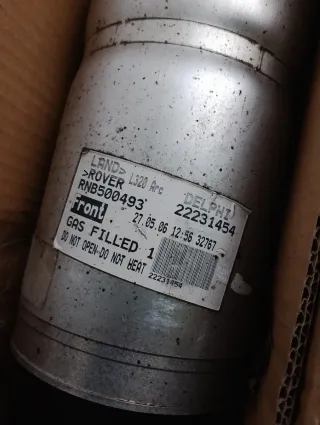 LAND>
>ROVER L320 Arc
RNB500493 DELPHI
Front 22231454
27.05.06 12:56 32767
GAS FILLED 1
DO NOT OPEN-DO NOT HEAT
22231454